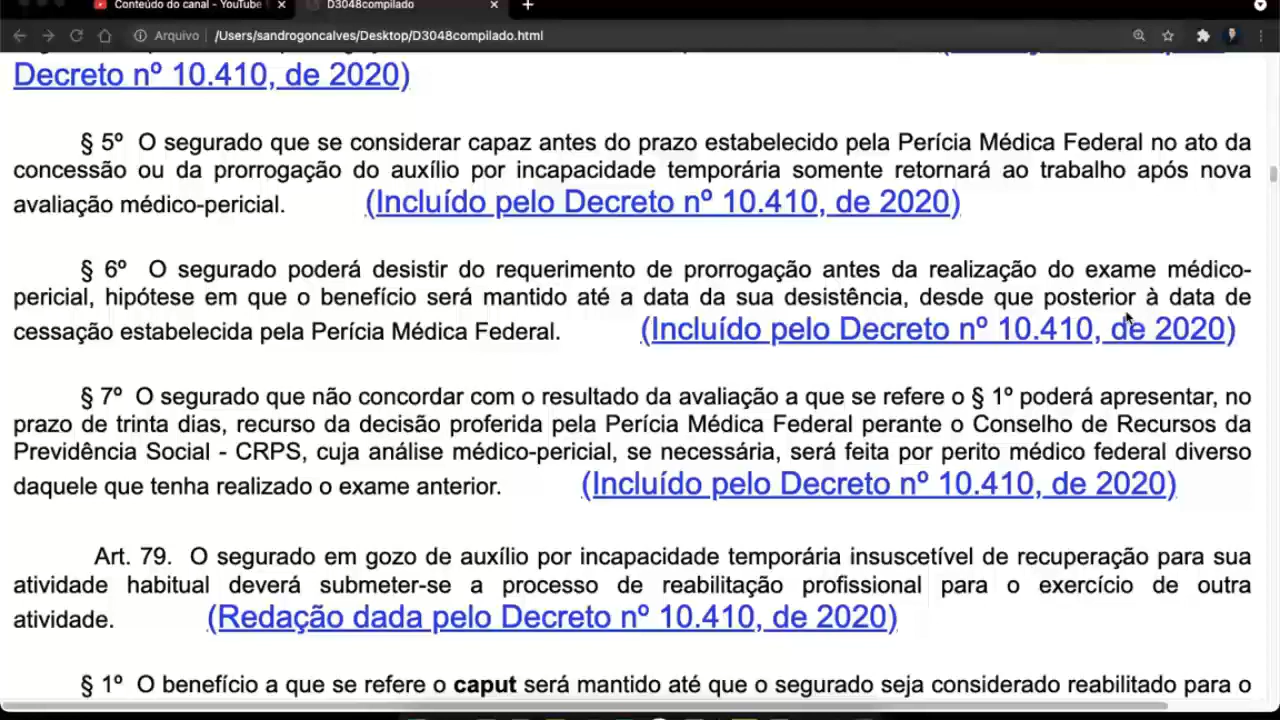 Conteúdo do canal - YouTube
D3048compilado
Arquivo
/Users/sandrogoncalves/Desktop/D3048compilado.html
Decreto nº 10.410, de 2020)
§ 5º O segurado que se considerar capaz antes do prazo estabelecido pela Perícia Médica Federal no ato da
concessão ou da prorrogação do auxílio por incapacidade temporária somente retornará ao trabalho após nova
avaliação médico-pericial. (Incluído pelo Decreto nº 10.410, de 2020)
§ 6º O segurado poderá desistir do requerimento de prorrogação antes da realização do exame médico-
pericial, hipótese em que o benefício será mantido até a data da sua desistência, desde que posterior à data de
cessação estabelecida pela Perícia Médica Federal. (Incluído pelo Decreto nº 10.410, de 2020)
§ 7º O segurado que não concordar com o resultado da avaliação a que se refere o § 1º poderá apresentar, no
prazo de trinta dias, recurso da decisão proferida pela Perícia Médica Federal perante o Conselho de Recursos da
Previdência Social - CRPS, cuja análise médico-pericial, se necessária, será feita por perito médico federal diverso
daquele que tenha realizado o exame anterior. (Incluído pelo Decreto nº 10.410, de 2020)
Art. 79. O segurado em gozo de auxílio por incapacidade temporária insuscetível de recuperação para sua
atividade habitual deverá submeter-se a processo de reabilitação profissional para o exercício de outra
atividade. (Redação dada pelo Decreto nº 10.410, de 2020)
§ 1º O benefício a que se refere o caput será mantido até que o segurado seja considerado reabilitado para o